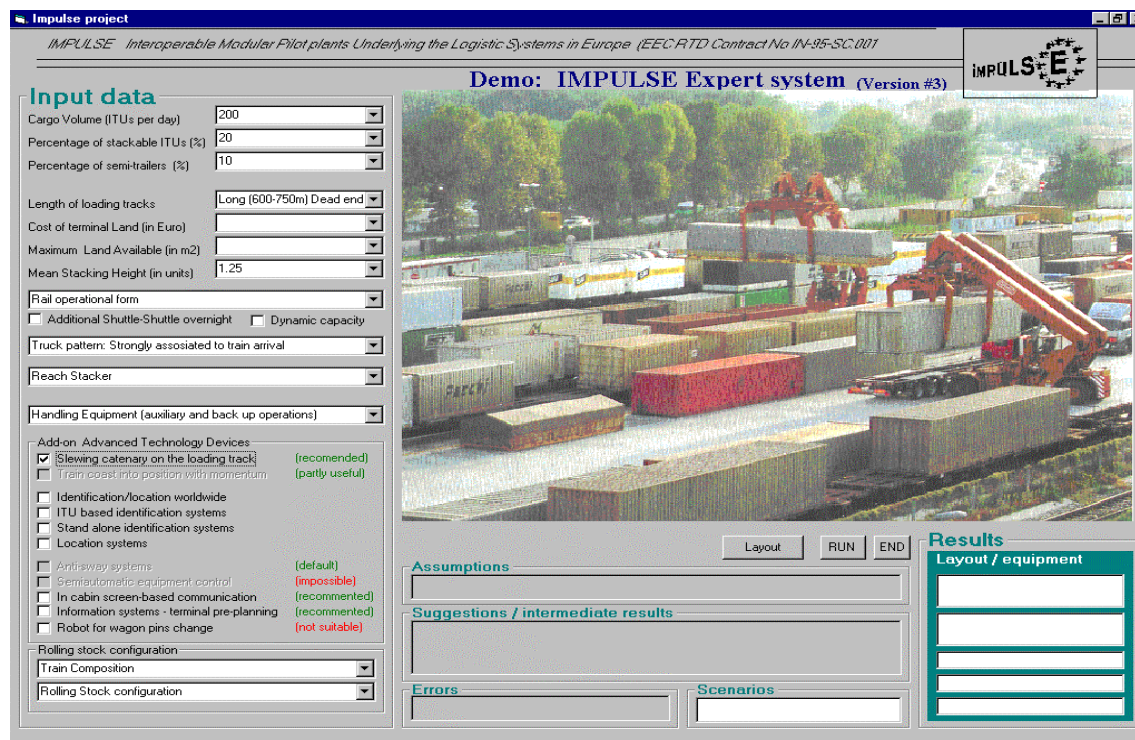 Impulse project
IMPULSE Interoperable Modular Pilot plants Underlying the Logistic Systems in Europe (EEC RTD Contract No IN-95-SC.001
iMPULSE
Demo: IMPULSE Expert system (Version #3)
Input data
Cargo Volume (ITUs per day) 200
Percentage of stackable ITUs (%) 20
Percentage of semi-trailers (%) 10
Length of loading tracks Long (600-750m) Dead end
Cost of terminal Land (in Euro)
Maximum Land Available (in m2)
Mean Stacking Height (in units) 1.25
Rail operational form
Additional Shuttle-Shuttle overnight Dynamic capacity
Truck pattern: Strongly assosiated to train arrival
Reach Stacker
Handling Equipment (auxiliary and back up operations)
Add-on Advanced Technology Devices
Slewing catenary on the loading track (recomended)
Train coast into position with momentum (partly useful)
Identification/location worldwide
ITU based identification systems
Stand alone identification systems
Location systems
Anti-sway systems (default)
Semiautomatic equipment control (impossible)
In cabin screen-based communication (recommented)
Information systems - terminal pre-planning (recommented)
Robot for wagon pins change (not suitable)
Rolling stock configuration
Train Composition
Rolling Stock configuration
Layout RUN END
Assumptions
Suggestions / intermediate results
Errors
Scenarios
Results
Layout / equipment